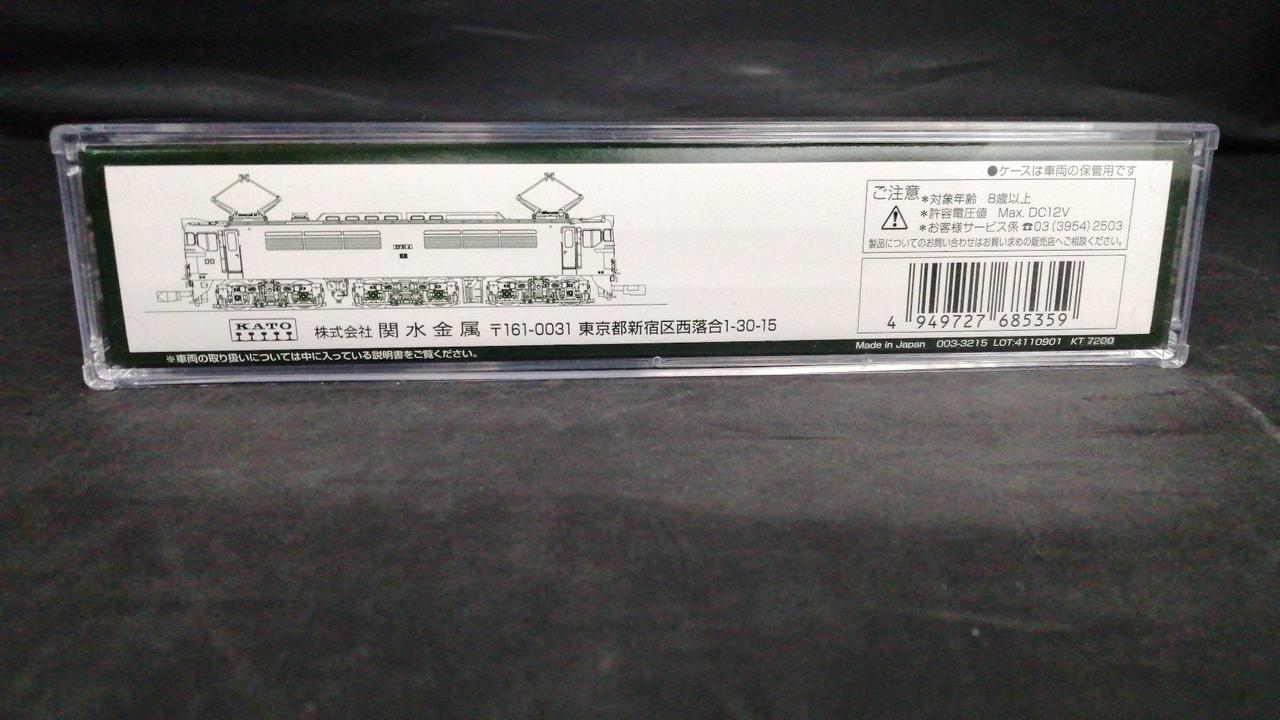 ●ケースは車両の保管用です
ご注意
*対象年齢 8歳以上
*許容電圧値 Max. DC12V
*お客様サービス係 ☎03(3954)2503
製品についてのお問い合わせはお買い求めの販売店へご相談ください。
4 949727 685359
KATO
株式会社 関水金属 〒161-0031 東京都新宿区西落合1-30-15
※車両の取り扱いについては中に入っている説明書をご覧ください。
Made in Japan 003-3215 LOT:4110901 KT 7200